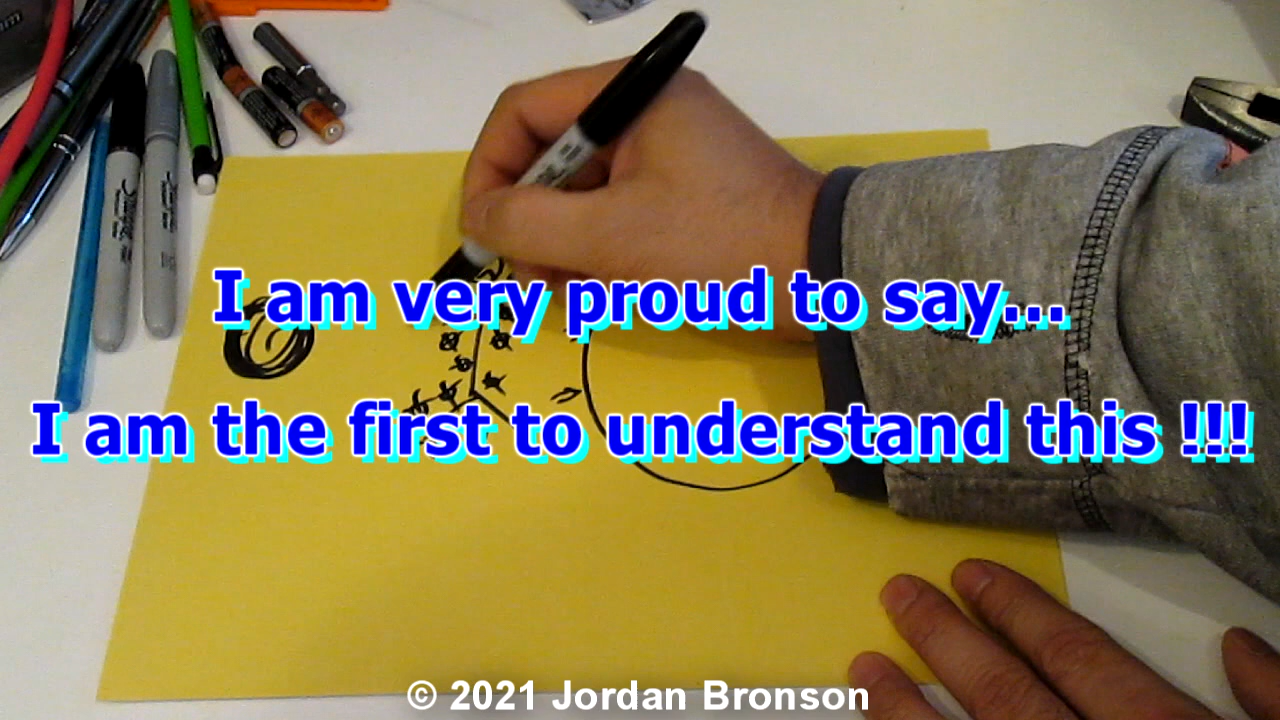 I am very proud to say...
I am the first to understand this !!!
© 2021 Jordan Bronson